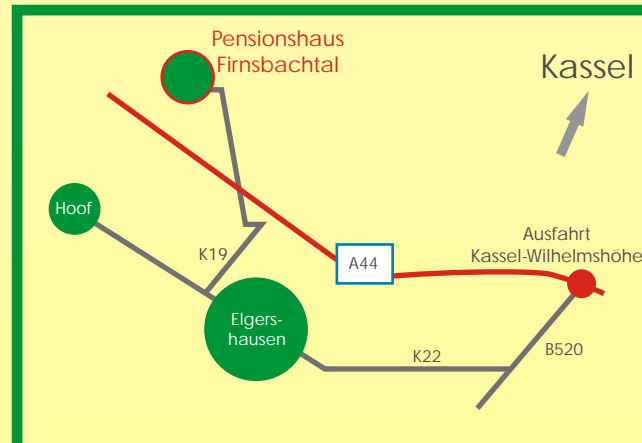 Pensionshaus
Firnsbachtal
Kassel
Hoof
K19
A44
Ausfahrt
Kassel-Wilhelmshöhe
Elgers-
hausen
K22
B520